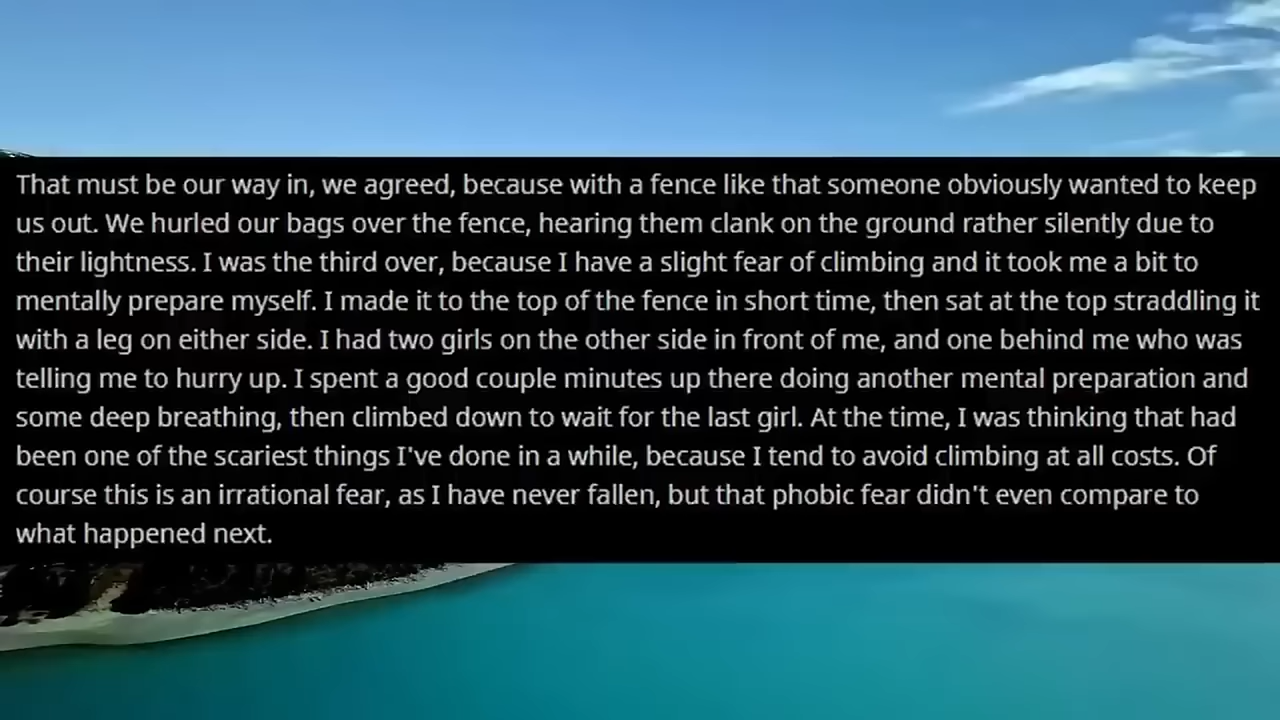 That must be our way in, we agreed, because with a fence like that someone obviously wanted to keep
us out. We hurled our bags over the fence, hearing them clank on the ground rather silently due to
their lightness. I was the third over, because I have a slight fear of climbing and it took me a bit to
mentally prepare myself. I made it to the top of the fence in short time, then sat at the top straddling it
with a leg on either side. I had two girls on the other side in front of me, and one behind me who was
telling me to hurry up. I spent a good couple minutes up there doing another mental preparation and
some deep breathing, then climbed down to wait for the last girl. At the time, I was thinking that had
been one of the scariest things I've done in a while, because I tend to avoid climbing at all costs. Of
course this is an irrational fear, as I have never fallen, but that phobic fear didn't even compare to
what happened next.